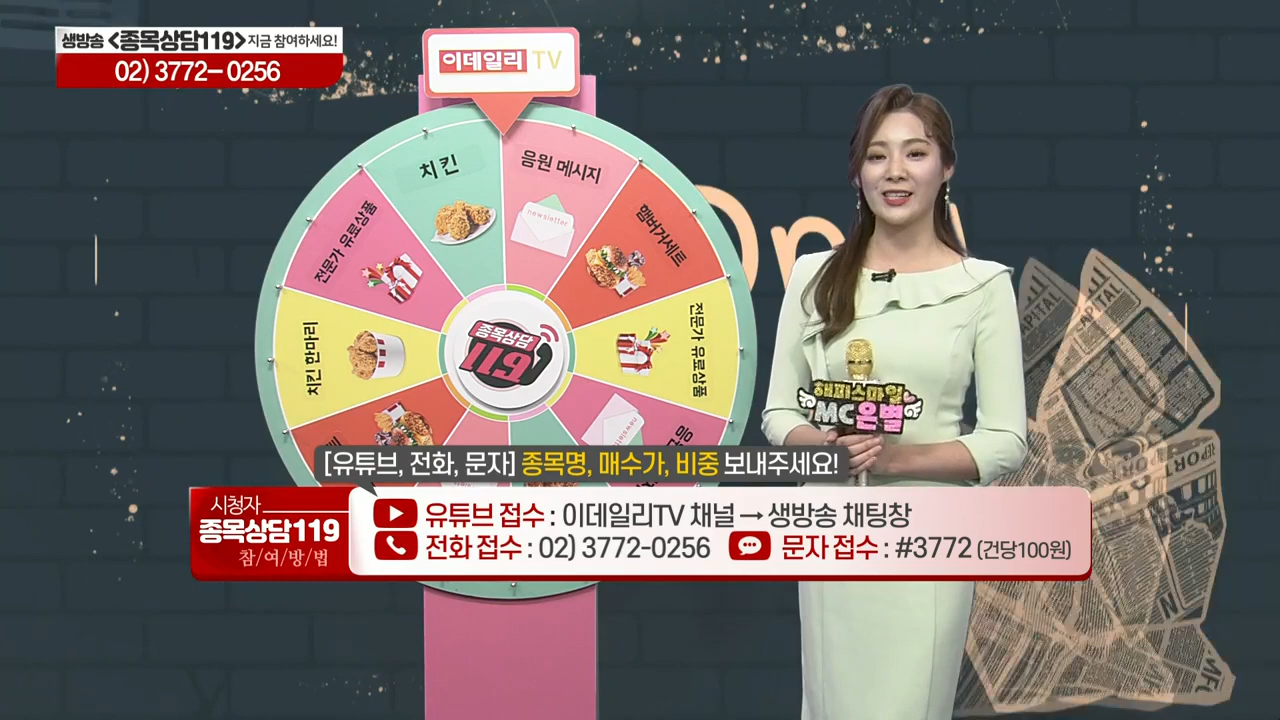 생방송 <종목상담119> 지금 참여하세요!
02) 3772-0256
이데일리 TV
치킨
음원 메시지
newsletter
햄버거세트
전문가 유료상품
전문가 유료상품
치킨 한마리
종목상담
119
해피스마일
MC은별
CAPITAL
CAPITAL
[유튜브, 전화, 문자] 종목명, 매수가, 비중 보내주세요!
시청자
종목상담119
참/여/방/법
유튜브 접수 : 이데일리TV 채널 → 생방송 채팅창
전화 접수 : 02) 3772-0256
문자 접수 : #3772 (건당100원)